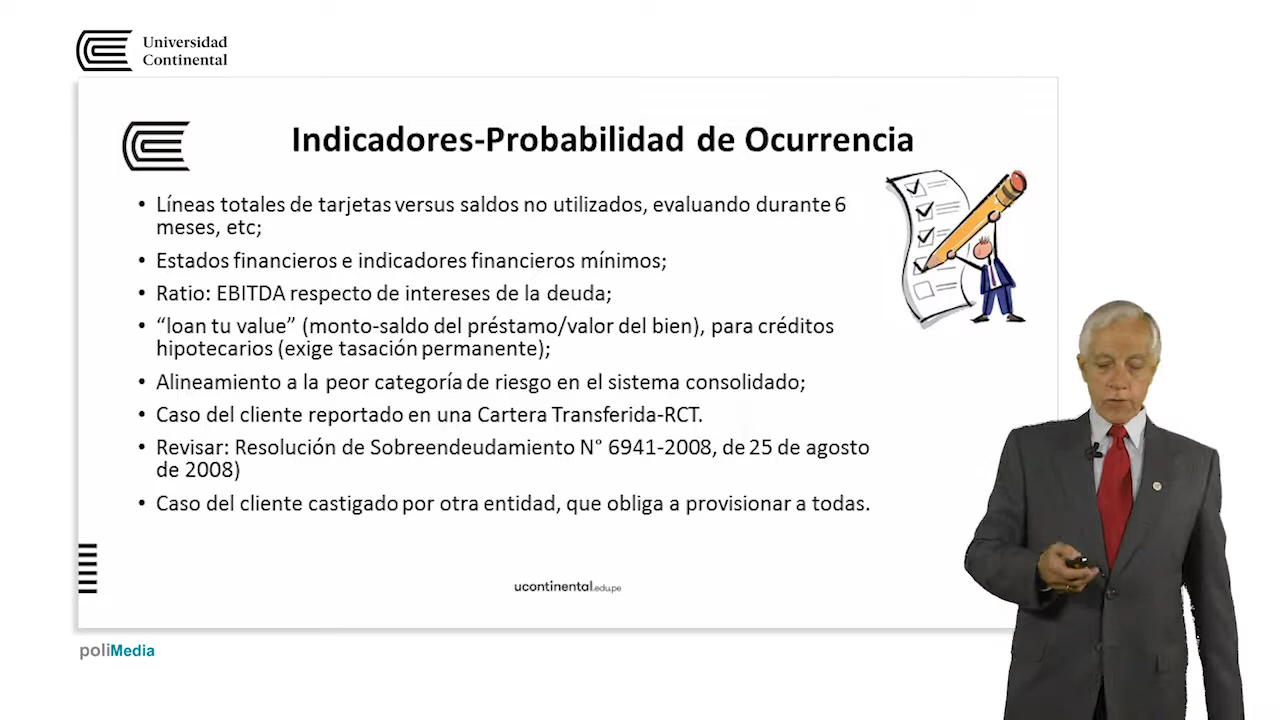 Universidad
Continental
Indicadores-Probabilidad de Ocurrencia
• Líneas totales de tarjetas versus saldos no utilizados, evaluando durante 6
meses, etc;
• Estados financieros e indicadores financieros mínimos;
• Ratio: EBITDA respecto de intereses de la deuda;
• “loan tu value” (monto-saldo del préstamo/valor del bien), para créditos
hipotecarios (exige tasación permanente);
• Alineamiento a la peor categoría de riesgo en el sistema consolidado;
• Caso del cliente reportado en una Cartera Transferida-RCT.
• Revisar: Resolución de Sobreendeudamiento N° 6941-2008, de 25 de agosto
de 2008)
• Caso del cliente castigado por otra entidad, que obliga a provisionar a todas.
ucontinental.edu.pe
poliMedia